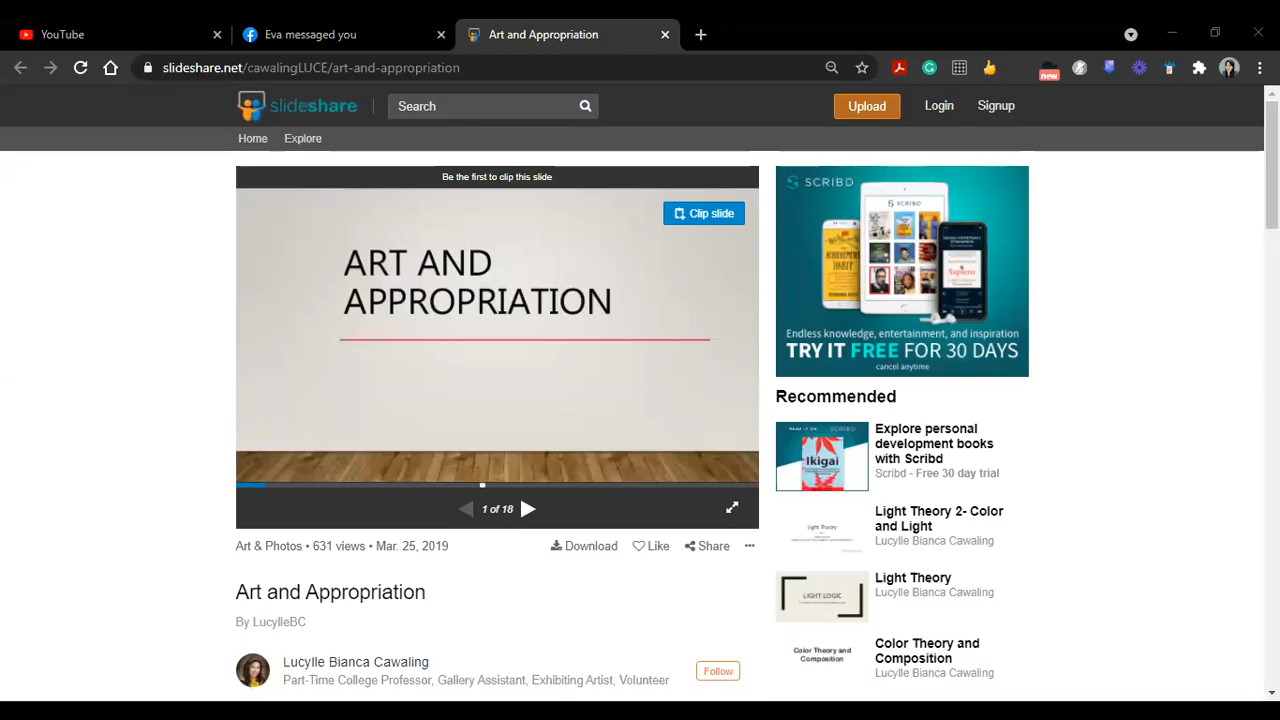 YouTube
Eva messaged you
Art and Appropriation
slideshare.net/cawalingLUCE/art-and-appropriation
new
slideshare
Search
Upload
Login
Signup
Home
Explore
Be the first to clip this slide
Clip slide
ART AND
APPROPRIATION
1 of 18
Art & Photos • 631 views • Mar. 25, 2019
Download
Like
Share
Art and Appropriation
By LucylleBC
Lucylle Bianca Cawaling
Part-Time College Professor, Gallery Assistant, Exhibiting Artist, Volunteer
Follow
SCRIBD
SCRIBD
Endless knowledge, entertainment, and inspiration
TRY IT FREE FOR 30 DAYS
cancel anytime
Recommended
Ikigai
Explore personal
development books
with Scribd
Scribd - Free 30 day trial
Light Theory
Light Theory 2- Color
and Light
Lucylle Bianca Cawaling
LIGHT LOGIC
Light Theory
Lucylle Bianca Cawaling
Color Theory and
Composition
Color Theory and
Composition
Lucylle Bianca Cawaling